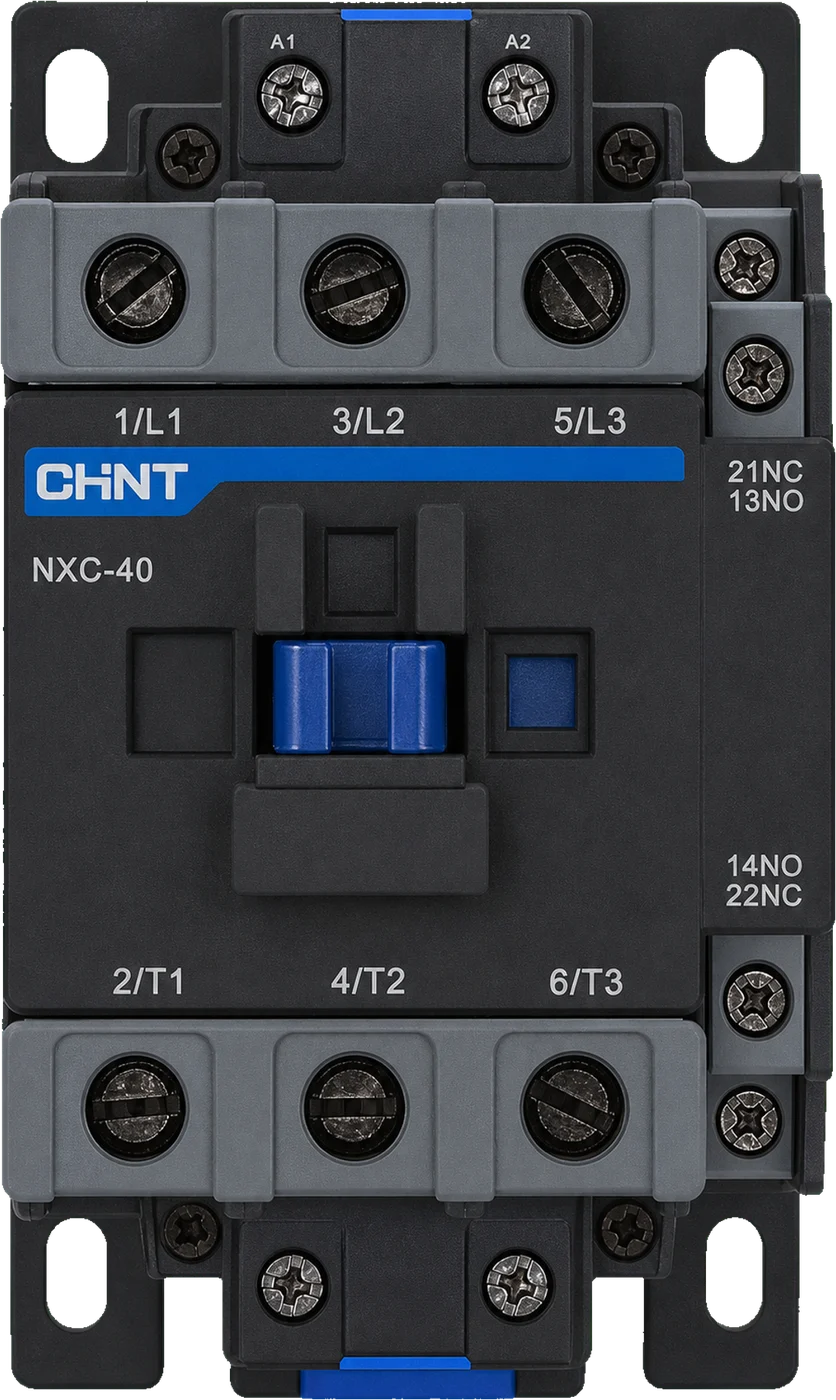 A1 A2
1/L1 3/L2 5/L3
CHNT
21NC
13NO
NXC-40
14NO
22NC
2/T1 4/T2 6/T3